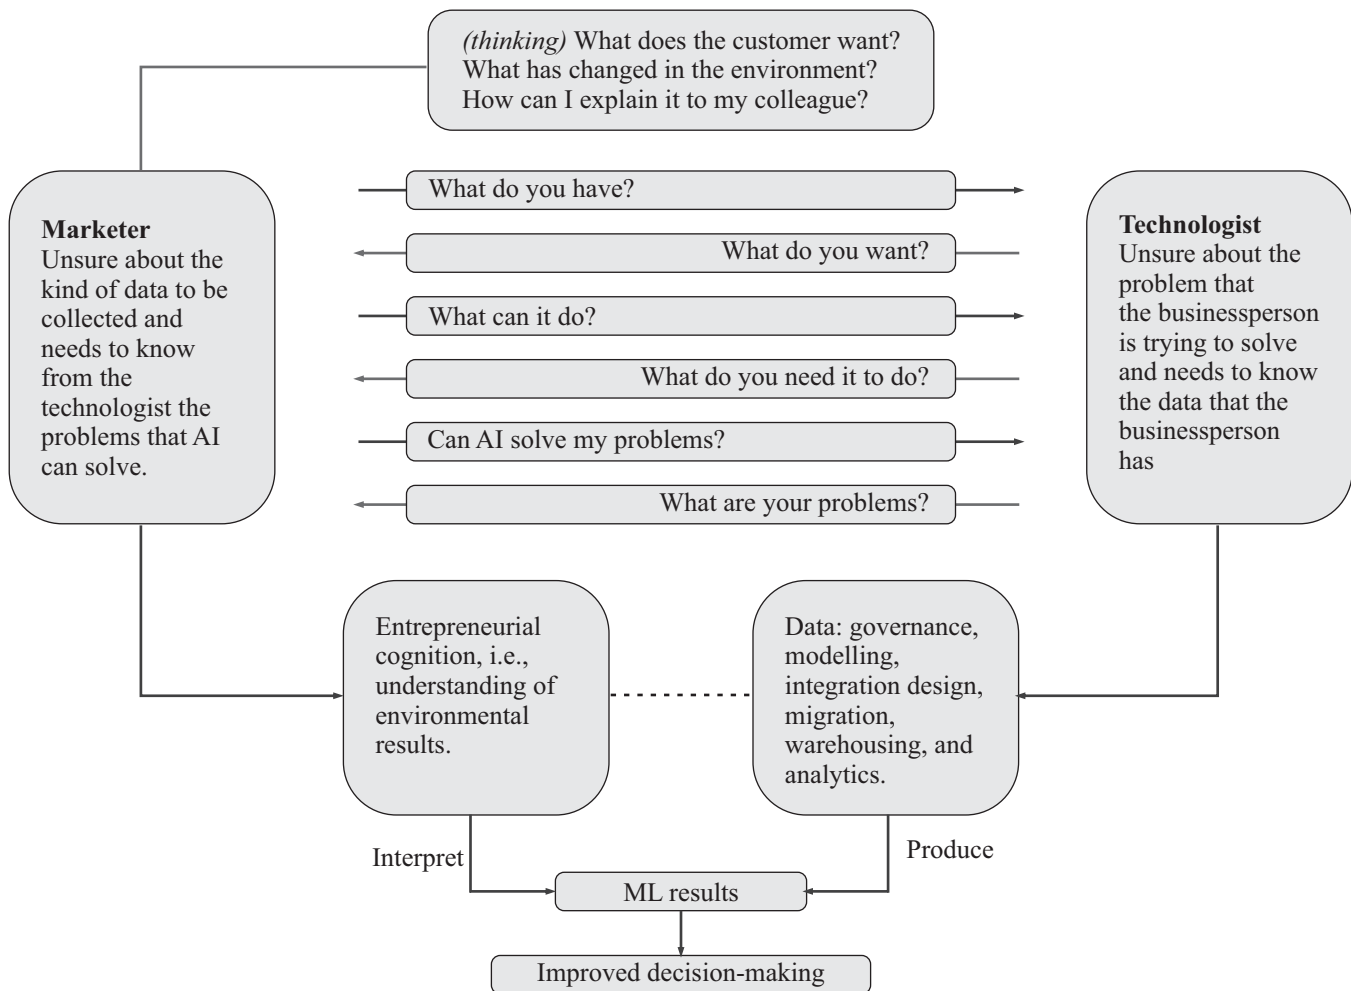 (thinking) What does the customer want?
What has changed in the environment?
How can I explain it to my colleague?
Marketer
Unsure about the
kind of data to be
collected and
needs to know
from the
technologist the
problems that AI
can solve.
What do you have?
What do you want?
What can it do?
What do you need it to do?
Can AI solve my problems?
What are your problems?
Technologist
Unsure about the
problem that
the businessperson
is trying to solve
and needs to know
the data that the
businessperson
has
Entrepreneurial
cognition, i.e.,
understanding of
environmental
results.
Data: governance,
modelling,
integration design,
migration,
warehousing, and
analytics.
Interpret
Produce
ML results
Improved decision-making